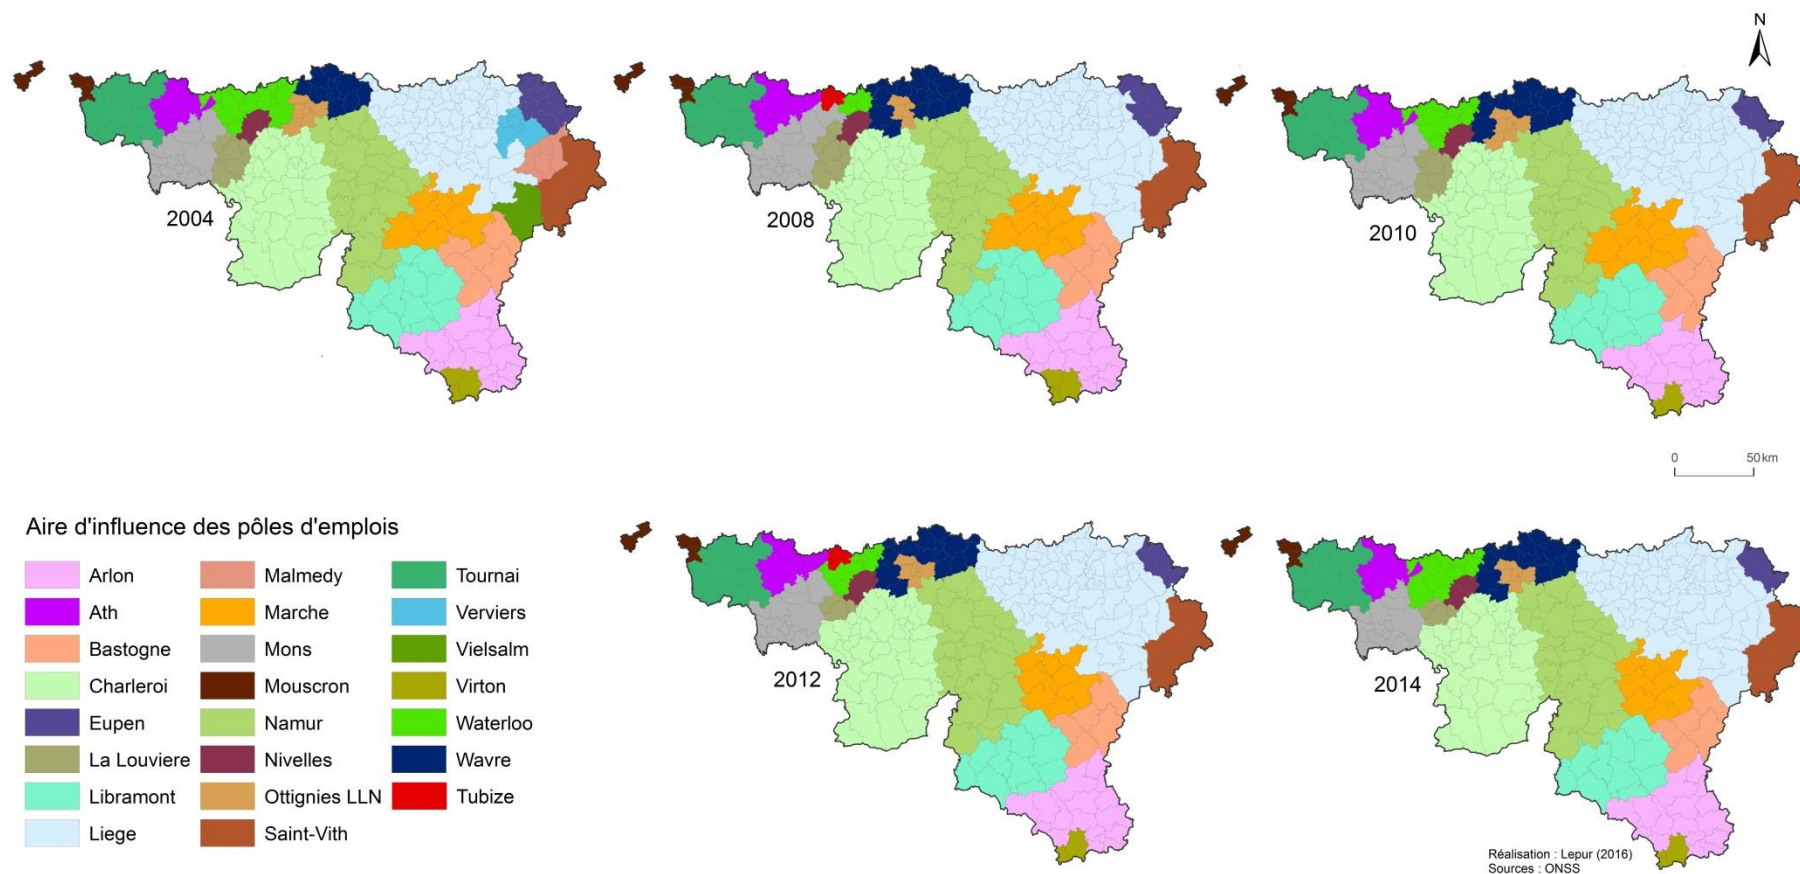 N
2004
2008
2010
0 50 km
Aire d'influence des pôles d'emplois
Arlon
Ath
Bastogne
Charleroi
Eupen
La Louviere
Libramont
Liege
Malmedy
Marche
Mons
Mouscron
Namur
Nivelles
Ottignies LLN
Saint-Vith
Tournai
Verviers
Vielsalm
Virton
Waterloo
Wavre
Tubize
2012
2014
Réalisation : Lepur (2016)
Sources : ONSS